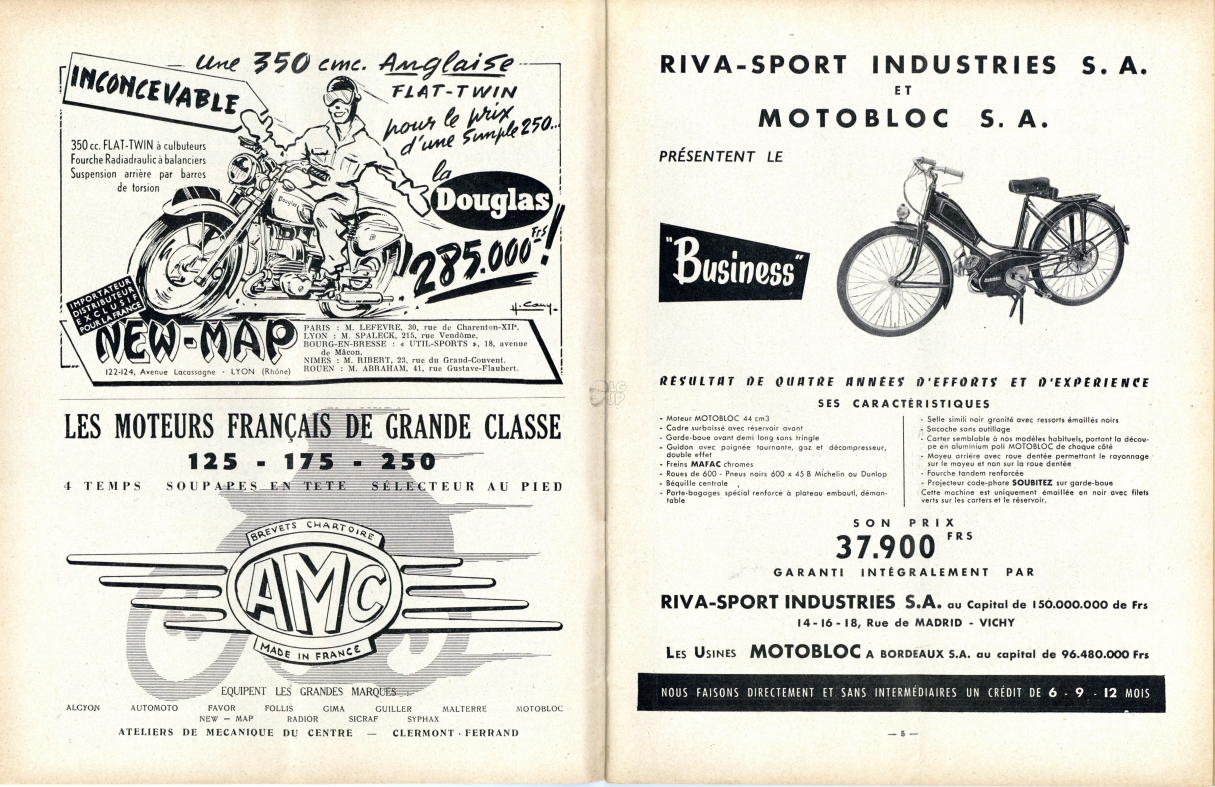 une 350 cmc. Anglaise
INCONCEVABLE
FLAT-TWIN
pour le prix
d'une simple 250...
350 cc. FLAT-TWIN à culbuteurs
Fourche Radiadraulic à balanciers
Suspension arrière par barres
de torsion
la
Douglas
Douglas
285.000 Frs !
H. Couy.
IMPORTATEUR
DISTRIBUTEUR
EXCLUSIF
POUR LA FRANCE
NEW-MAP
122-124, Avenue Lacassagne - LYON (Rhône)
PARIS : M. LEFEVRE, 30, rue de Charenton-XIIe.
LYON : M. SPALECK, 215, rue Vendôme.
BOURG-EN-BRESSE : « UTIL-SPORTS », 18, avenue
de Mâcon.
NIMES : M. RIBERT, 23, rue du Grand-Couvent.
ROUEN : M. ABRAHAM, 41, rue Gustave-Flaubert.
LES MOTEURS FRANÇAIS DE GRANDE CLASSE
125 - 175 - 250
4 TEMPS SOUPAPES EN TETE SÉLECTEUR AU PIED
BREVETS CHARTOIRE
AMC
MADE IN FRANCE
EQUIPENT LES GRANDES MARQUES
ALCYON AUTOMOTO FAVOR FOLLIS GIMA GUILLER MALTERRE MOTOBLOC
NEW - MAP RADIOR SICRAF SYPHAX
ATELIERS DE MECANIQUE DU CENTRE — CLERMONT-FERRAND
RIVA-SPORT INDUSTRIES S. A.
ET
MOTOBLOC S. A.
PRÉSENTENT LE
"Business"
RÉSULTAT DE QUATRE ANNÉES D'EFFORTS ET D'EXPÉRIENCE
SES CARACTÉRISTIQUES
- Moteur MOTOBLOC 44 cm3
- Cadre surbaissé avec réservoir avant
- Garde-boue avant demi long sans tringle
- Guidon avec poignée tournante, gaz et décompresseur,
double effet
- Freins MAFAC chromés
- Roues de 600 - Pneus noirs 600 x 45 B Michelin ou Dunlop
- Béquille centrale
- Porte-bagages spécial renforce à plateau embouti, démon-
table
- Selle simili noir granité avec ressorts émaillés noirs
- Sacoche sans outillage
- Carter semblable à nos modèles habituels, portant la décou-
pe en aluminium poli MOTOBLOC de chaque côté
- Moyeu arrière avec roue dentée permettant le rayonnage
sur le moyeu et non sur la roue dentée
- Fourche tandem renforcée
- Projecteur code-phare SOUBITEZ sur garde-boue
Cette machine est uniquement émaillée en noir avec filets
verts sur les carters et le réservoir.
SON PRIX
37.900 FRS
GARANTI INTÉGRALEMENT PAR
RIVA-SPORT INDUSTRIES S.A. au Capital de 150.000.000 de Frs
14-16-18, Rue de MADRID - VICHY
LES USINES MOTOBLOC A BORDEAUX S.A. au capital de 96.480.000 Frs
NOUS FAISONS DIRECTEMENT ET SANS INTERMÉDIAIRES UN CRÉDIT DE 6 - 9 - 12 MOIS
— 5 —